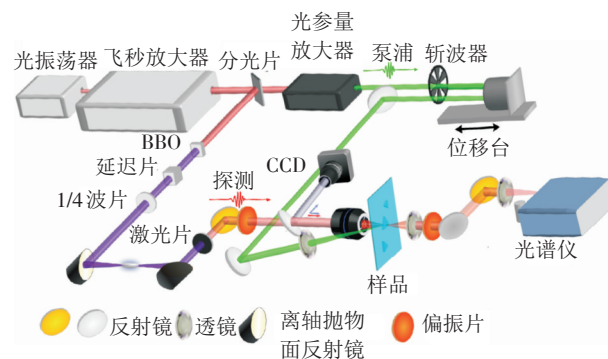 光参量
放大器
光振荡器
飞秒放大器
分光片
泵浦
斩波器
BBO
延迟片
1/4波片
激光片
探测
CCD
位移台
样品
光谱仪
反射镜
透镜
离轴抛物
面反射镜
偏振片